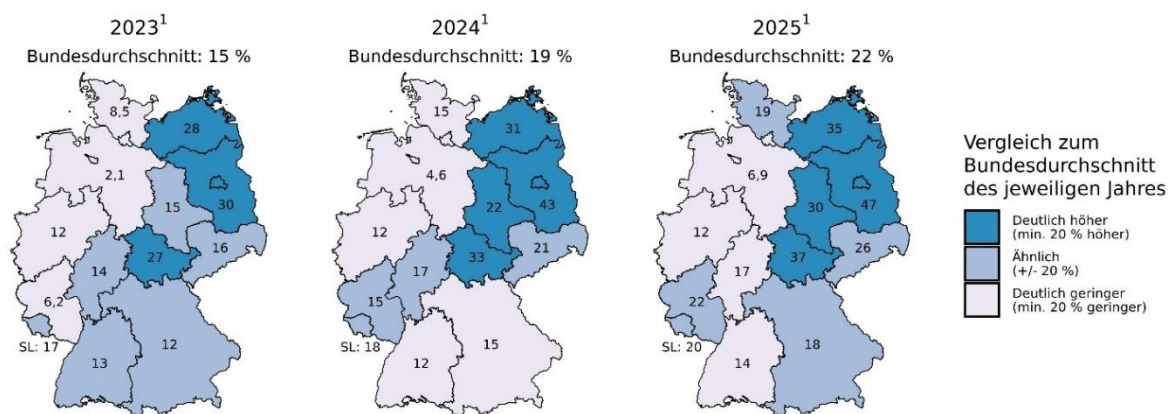 2023¹
Bundesdurchschnitt: 15 %
8,5
28
2,1
30
15
12
16
14
27
6,2
SL: 17
12
13
2024¹
Bundesdurchschnitt: 19 %
15
31
4,6
43
22
12
21
17
33
15
SL: 18
15
12
2025¹
Bundesdurchschnitt: 22 %
19
35
6,9
47
30
12
26
17
37
22
SL: 20
18
14
Vergleich zum
Bundesdurchschnitt
des jeweiligen Jahres
Deutlich höher
(min. 20 % höher)
Ähnlich
(+/- 20 %)
Deutlich geringer
(min. 20 % geringer)